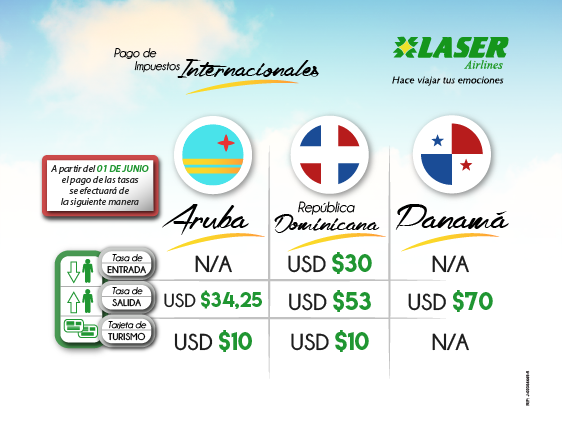 Pago de
Impuestos Internacionales
LASER
Airlines
Hace viajar tus emociones
A partir del 01 DE JUNIO
el pago de las tasas
se efectuará de
la siguiente manera
Aruba
República
Dominicana
Panamá
Tasa de
ENTRADA
N/A
USD $30
N/A
Tasa de
SALIDA
USD $34,25
USD $53
USD $70
Tarjeta de
TURISMO
USD $10
USD $10
N/A